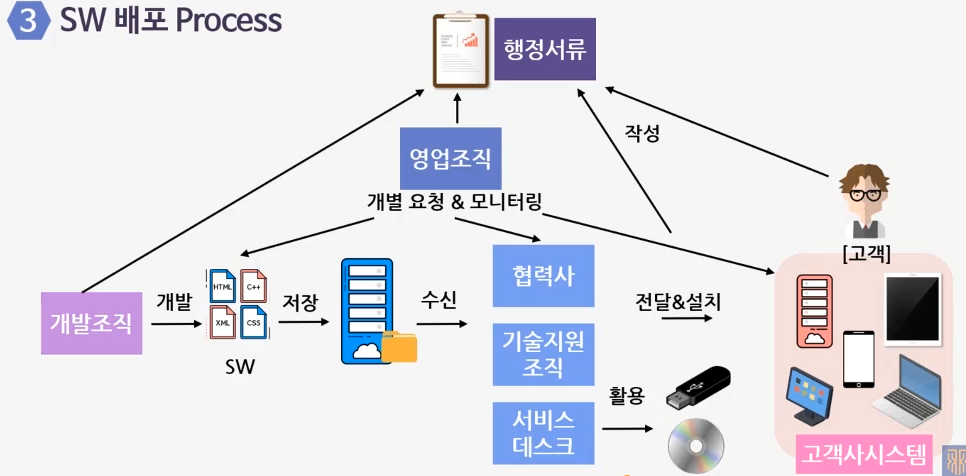 3 SW 배포 Process
행정서류
작성
영업조직
개별 요청 & 모니터링
[고객]
협력사
개발조직
개발
HTML
C++
XML
CSS
SW
저장
수신
전달&설치
기술지원
조직
활용
서비스
데스크
고객사시스템